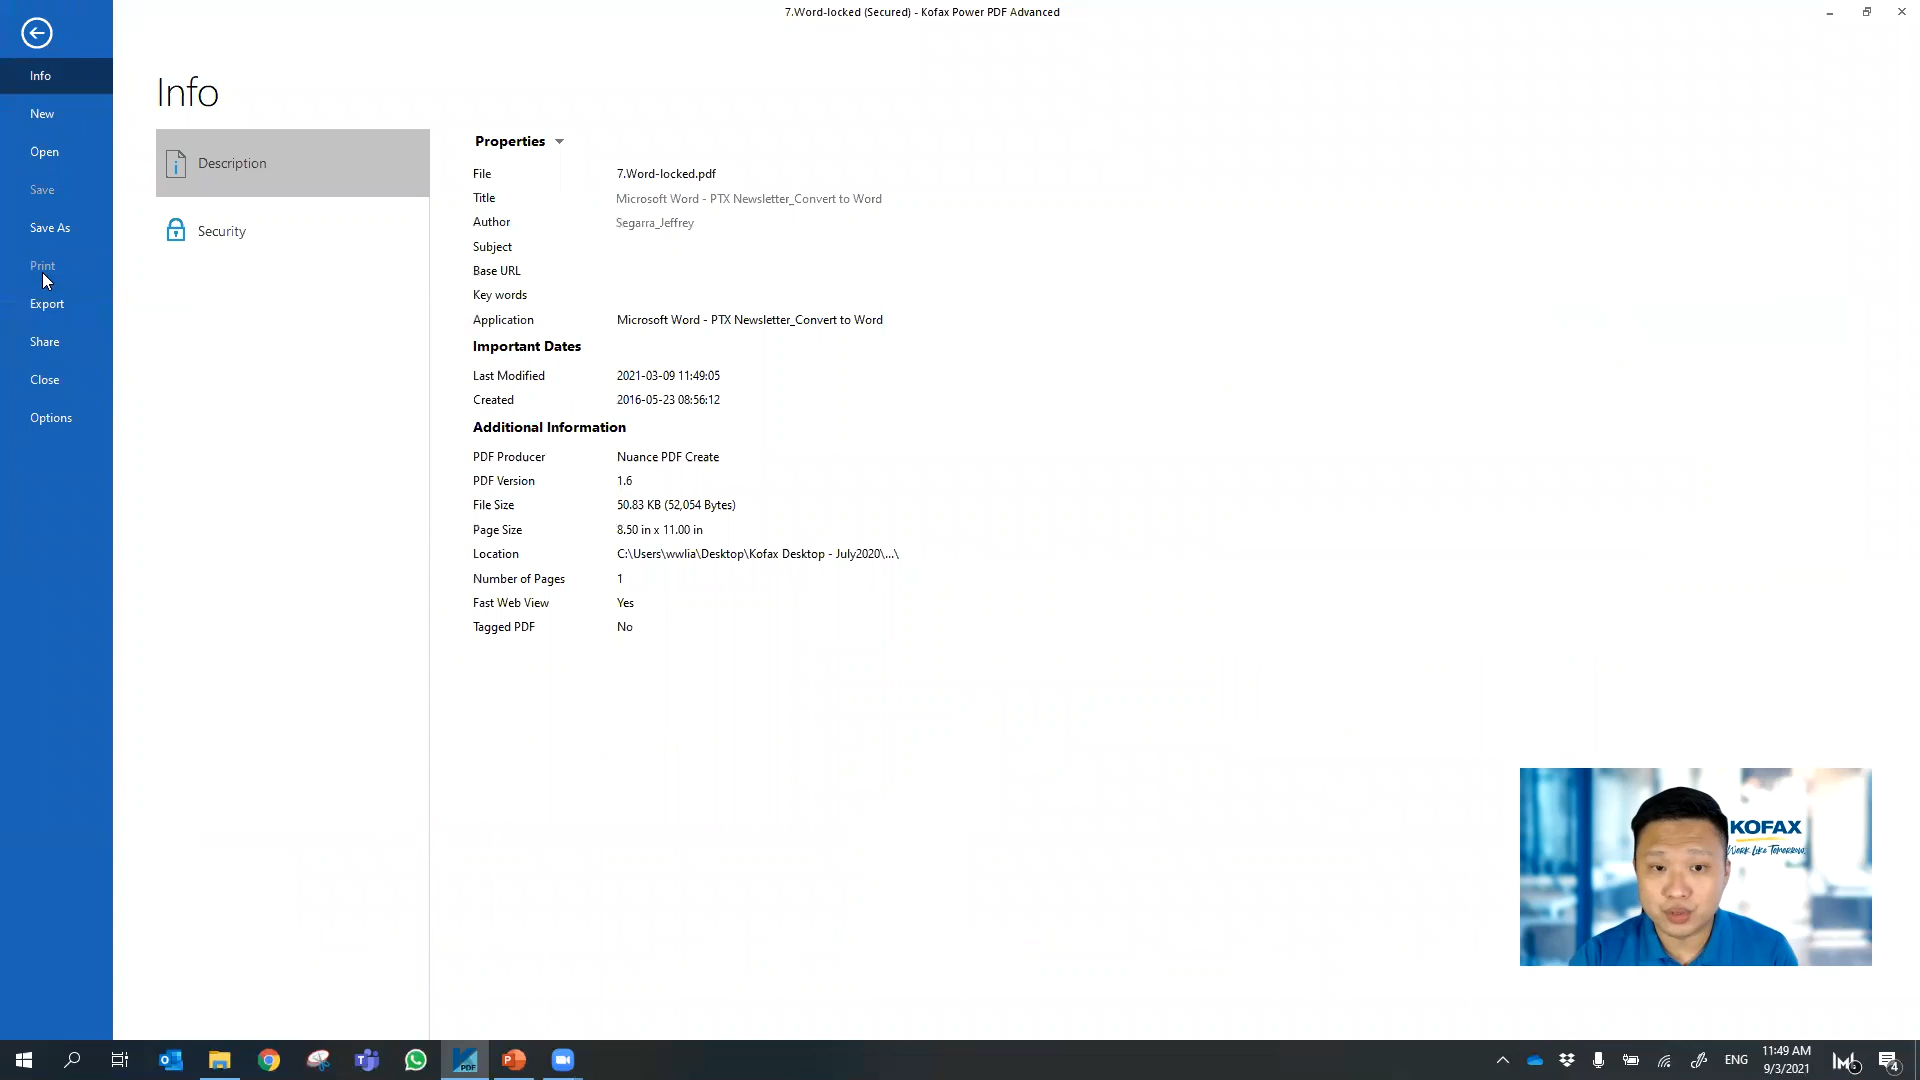 7.Word-locked (Secured) - Kofax Power PDF Advanced
Info
New
Open
Save
Save As
Print
Export
Share
Close
Options
Info
Description
Security
Properties
File 7.Word-locked.pdf
Title Microsoft Word - PTX Newsletter_Convert to Word
Author Segarra_Jeffrey
Subject
Base URL
Key words
Application Microsoft Word - PTX Newsletter_Convert to Word
Important Dates
Last Modified 2021-03-09 11:49:05
Created 2016-05-23 08:56:12
Additional Information
PDF Producer Nuance PDF Create
PDF Version 1.6
File Size 50.83 KB (52,054 Bytes)
Page Size 8.50 in x 11.00 in
Location C:\Users\wwlia\Desktop\Kofax Desktop - July2020\...\
Number of Pages 1
Fast Web View Yes
Tagged PDF No
KOFAX
Work Like Tomorrow.
PDF
ENG
11:49 AM
9/3/2021
4